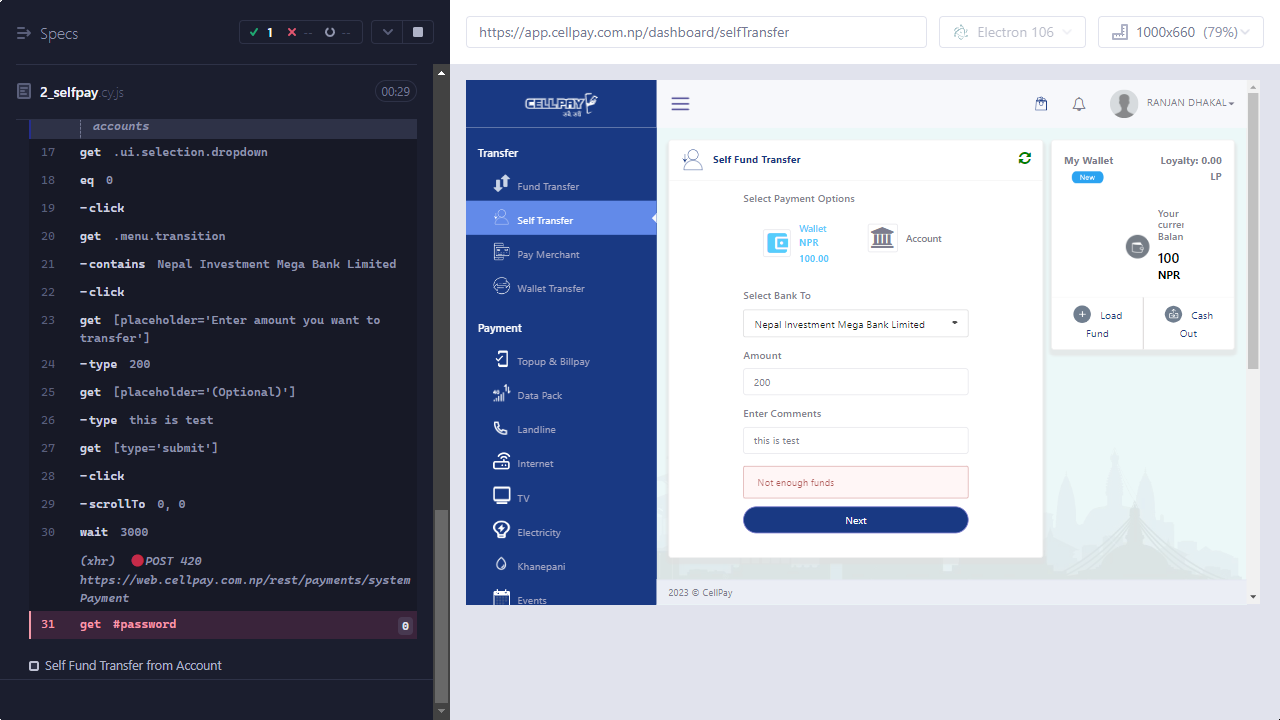 Specs
1
--
--
2_selfpay.cy.js
00:29
accounts
17 get .ui.selection.dropdown
18 eq 0
19 -click
20 get .menu.transition
21 -contains Nepal Investment Mega Bank Limited
22 -click
23 get [placeholder='Enter amount you want to
transfer']
24 -type 200
25 get [placeholder='(Optional)']
26 -type this is test
27 get [type='submit']
28 -click
29 -scrollTo 0, 0
30 wait 3000
(xhr) POST 420
https://web.cellpay.com.np/rest/payments/system
Payment
31 get #password 0
Self Fund Transfer from Account
https://app.cellpay.com.np/dashboard/selfTransfer
Electron 106
1000x660 (79%)
CELLPAY
RANJAN DHAKAL
Transfer
Fund Transfer
Self Transfer
Pay Merchant
Wallet Transfer
Payment
Topup & Billpay
Data Pack
Landline
Internet
TV
Electricity
Khanepani
Events
Self Fund Transfer
Select Payment Options
Wallet
NPR
100.00
Account
Select Bank To
Nepal Investment Mega Bank Limited
Amount
200
Enter Comments
this is test
Not enough funds
Next
My Wallet
New
Loyalty: 0.00
LP
Your
currer
Balan
100
NPR
Load
Fund
Cash
Out
2023 © CellPay